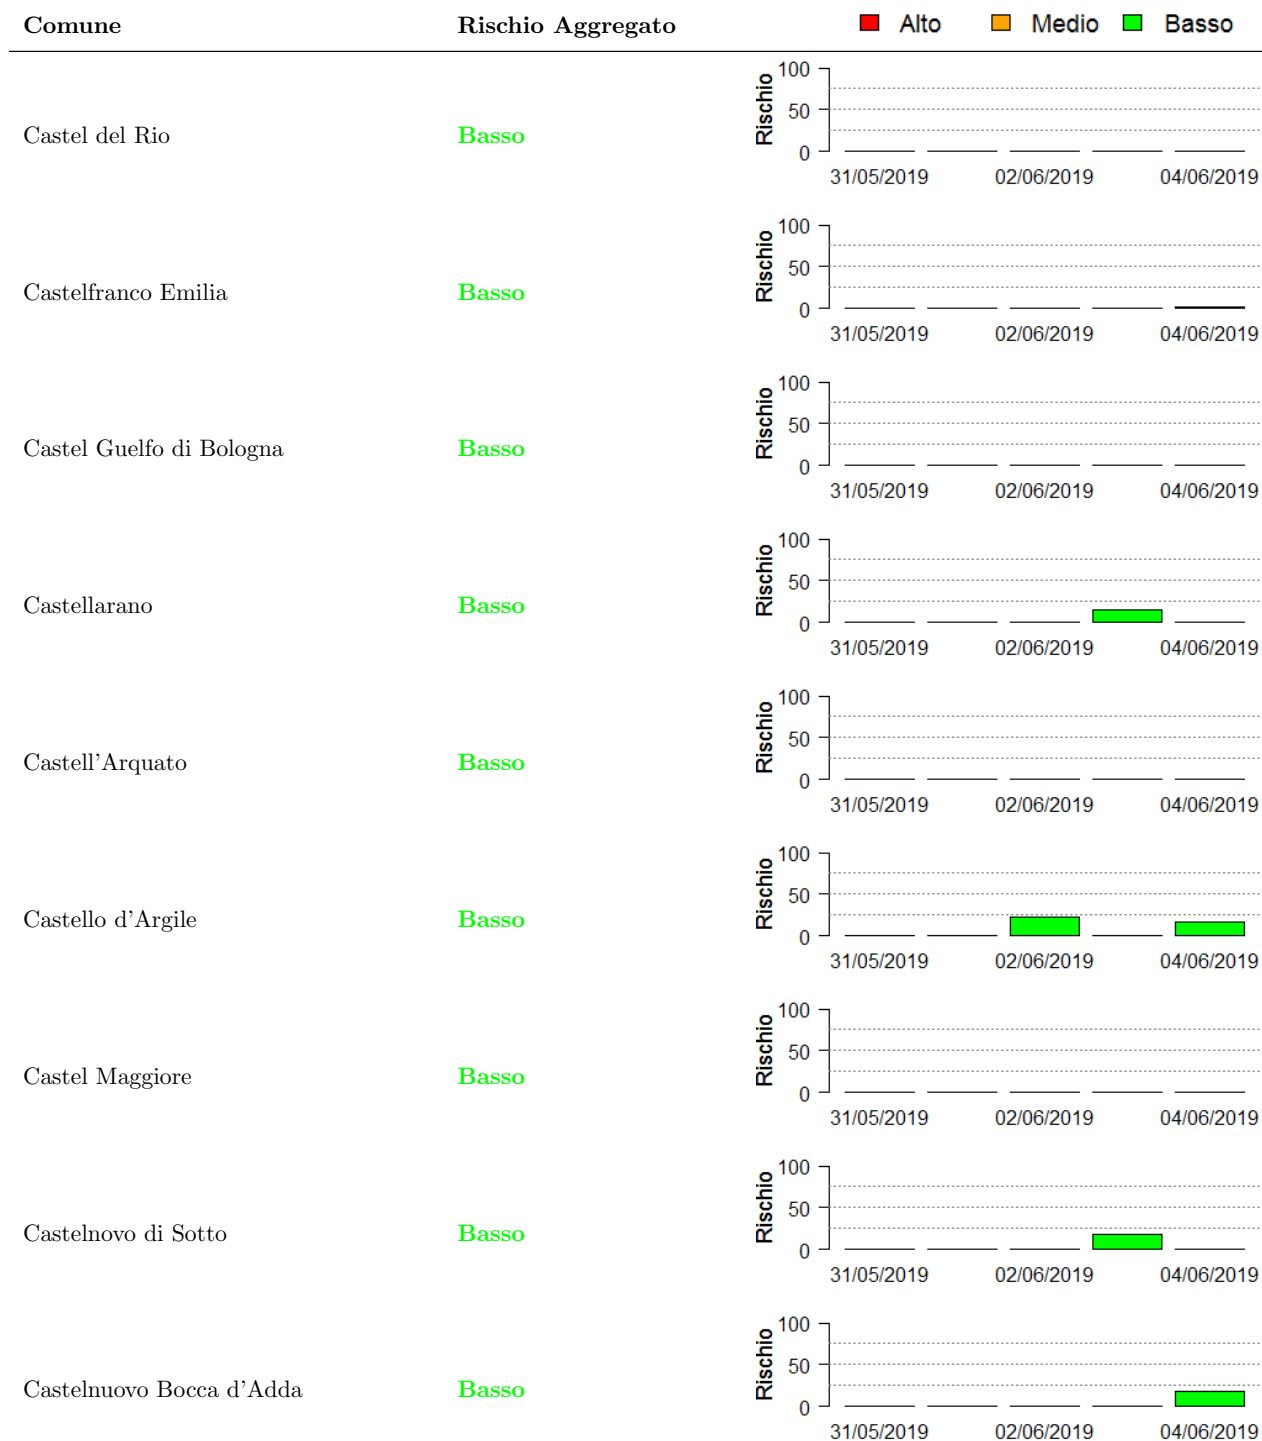 Comune Rischio Aggregato Alto Medio Basso
100
50
0
Rischio
Castel del Rio Basso
31/05/2019 02/06/2019 04/06/2019
100
50
0
Rischio
Castelfranco Emilia Basso
31/05/2019 02/06/2019 04/06/2019
100
50
0
Rischio
Castel Guelfo di Bologna Basso
31/05/2019 02/06/2019 04/06/2019
100
50
0
Rischio
Castellarano Basso
31/05/2019 02/06/2019 04/06/2019
100
50
0
Rischio
Castell'Arquato Basso
31/05/2019 02/06/2019 04/06/2019
100
50
0
Rischio
Castello d'Argile Basso
31/05/2019 02/06/2019 04/06/2019
100
50
0
Rischio
Castel Maggiore Basso
31/05/2019 02/06/2019 04/06/2019
100
50
0
Rischio
Castelnovo di Sotto Basso
31/05/2019 02/06/2019 04/06/2019
100
50
0
Rischio
Castelnuovo Bocca d'Adda Basso
31/05/2019 02/06/2019 04/06/2019